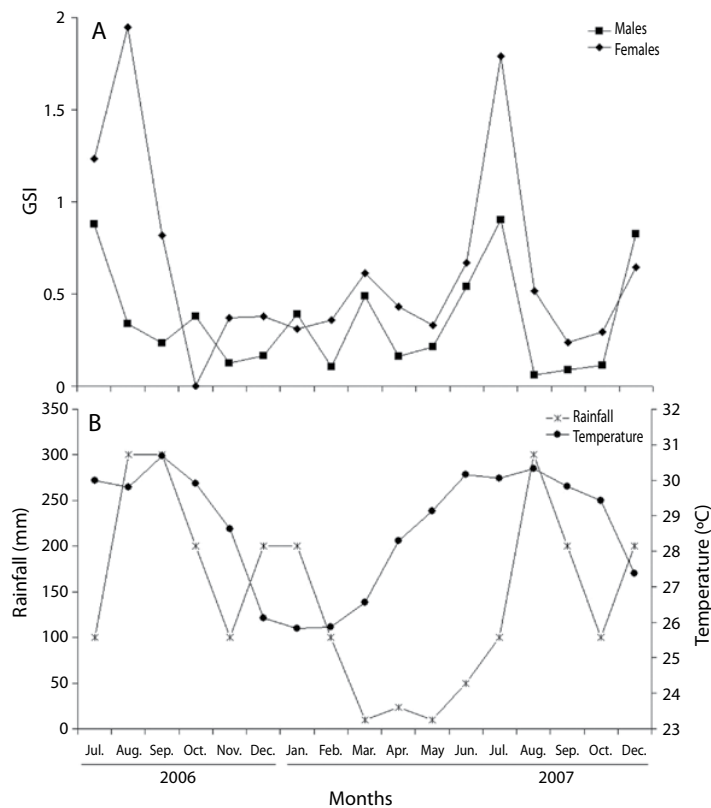 A
Males
Females
2
1.5
1
0.5
0
GSI
B
Rainfall
Temperature
350
300
250
200
150
100
50
0
Rainfall (mm)
32
31
30
29
28
27
26
25
24
23
Temperature (ºC)
Jul. Aug. Sep. Oct. Nov. Dec. Jan. Feb. Mar. Apr. May Jun. Jul. Aug. Sep. Oct. Dec.
2006 2007
Months